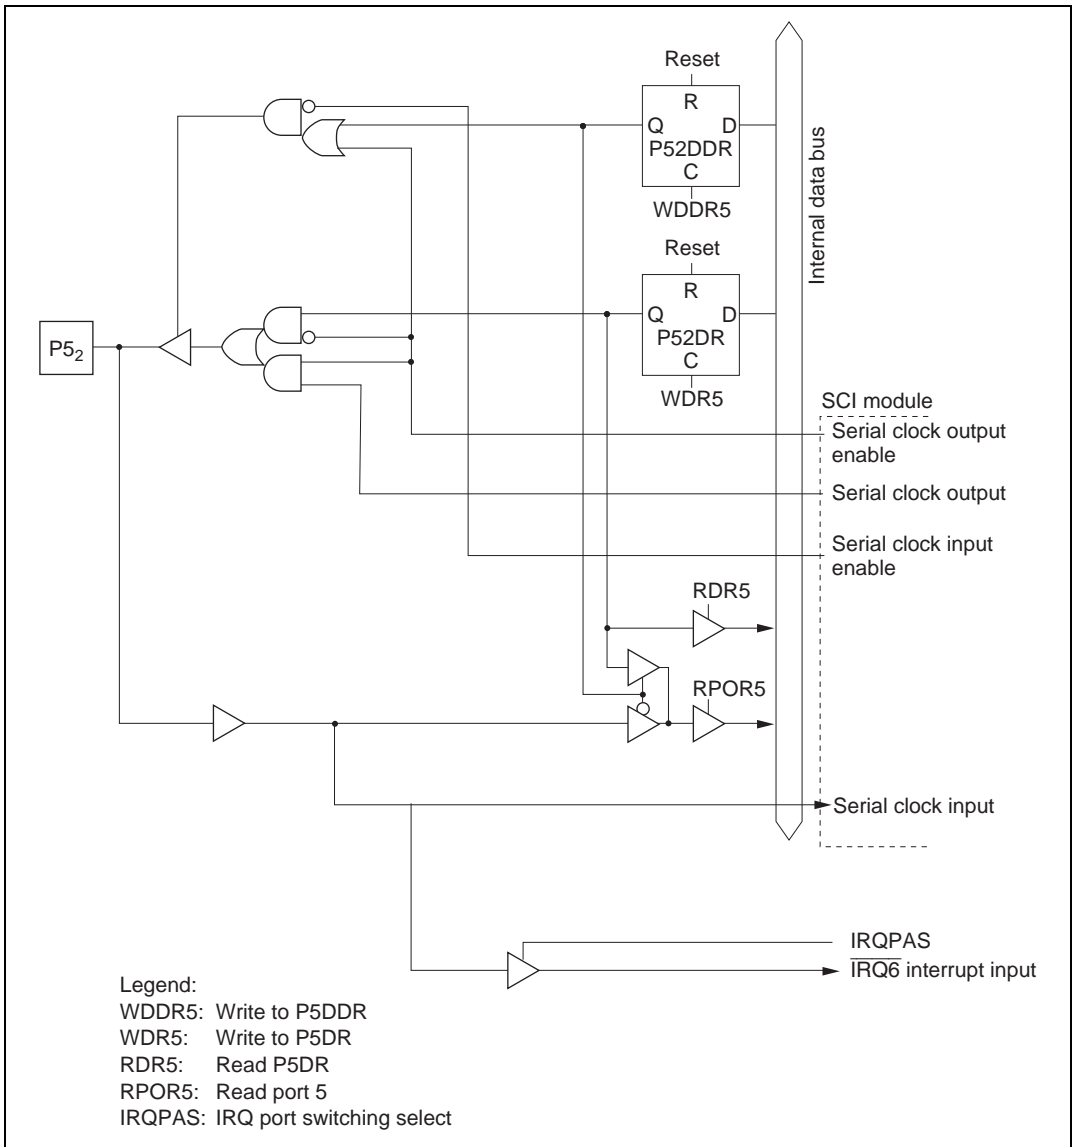 Reset
R
Q D
P52DDR
C
WDDR5
Internal data bus
Reset
R
Q D
P52DR
C
WDR5
P5₂
SCI module
Serial clock output
enable
Serial clock output
Serial clock input
enable
RDR5
RPOR5
Serial clock input
IRQPAS
I̅R̅Q̅6̅ interrupt input
Legend:
WDDR5: Write to P5DDR
WDR5: Write to P5DR
RDR5: Read P5DR
RPOR5: Read port 5
IRQPAS: IRQ port switching select